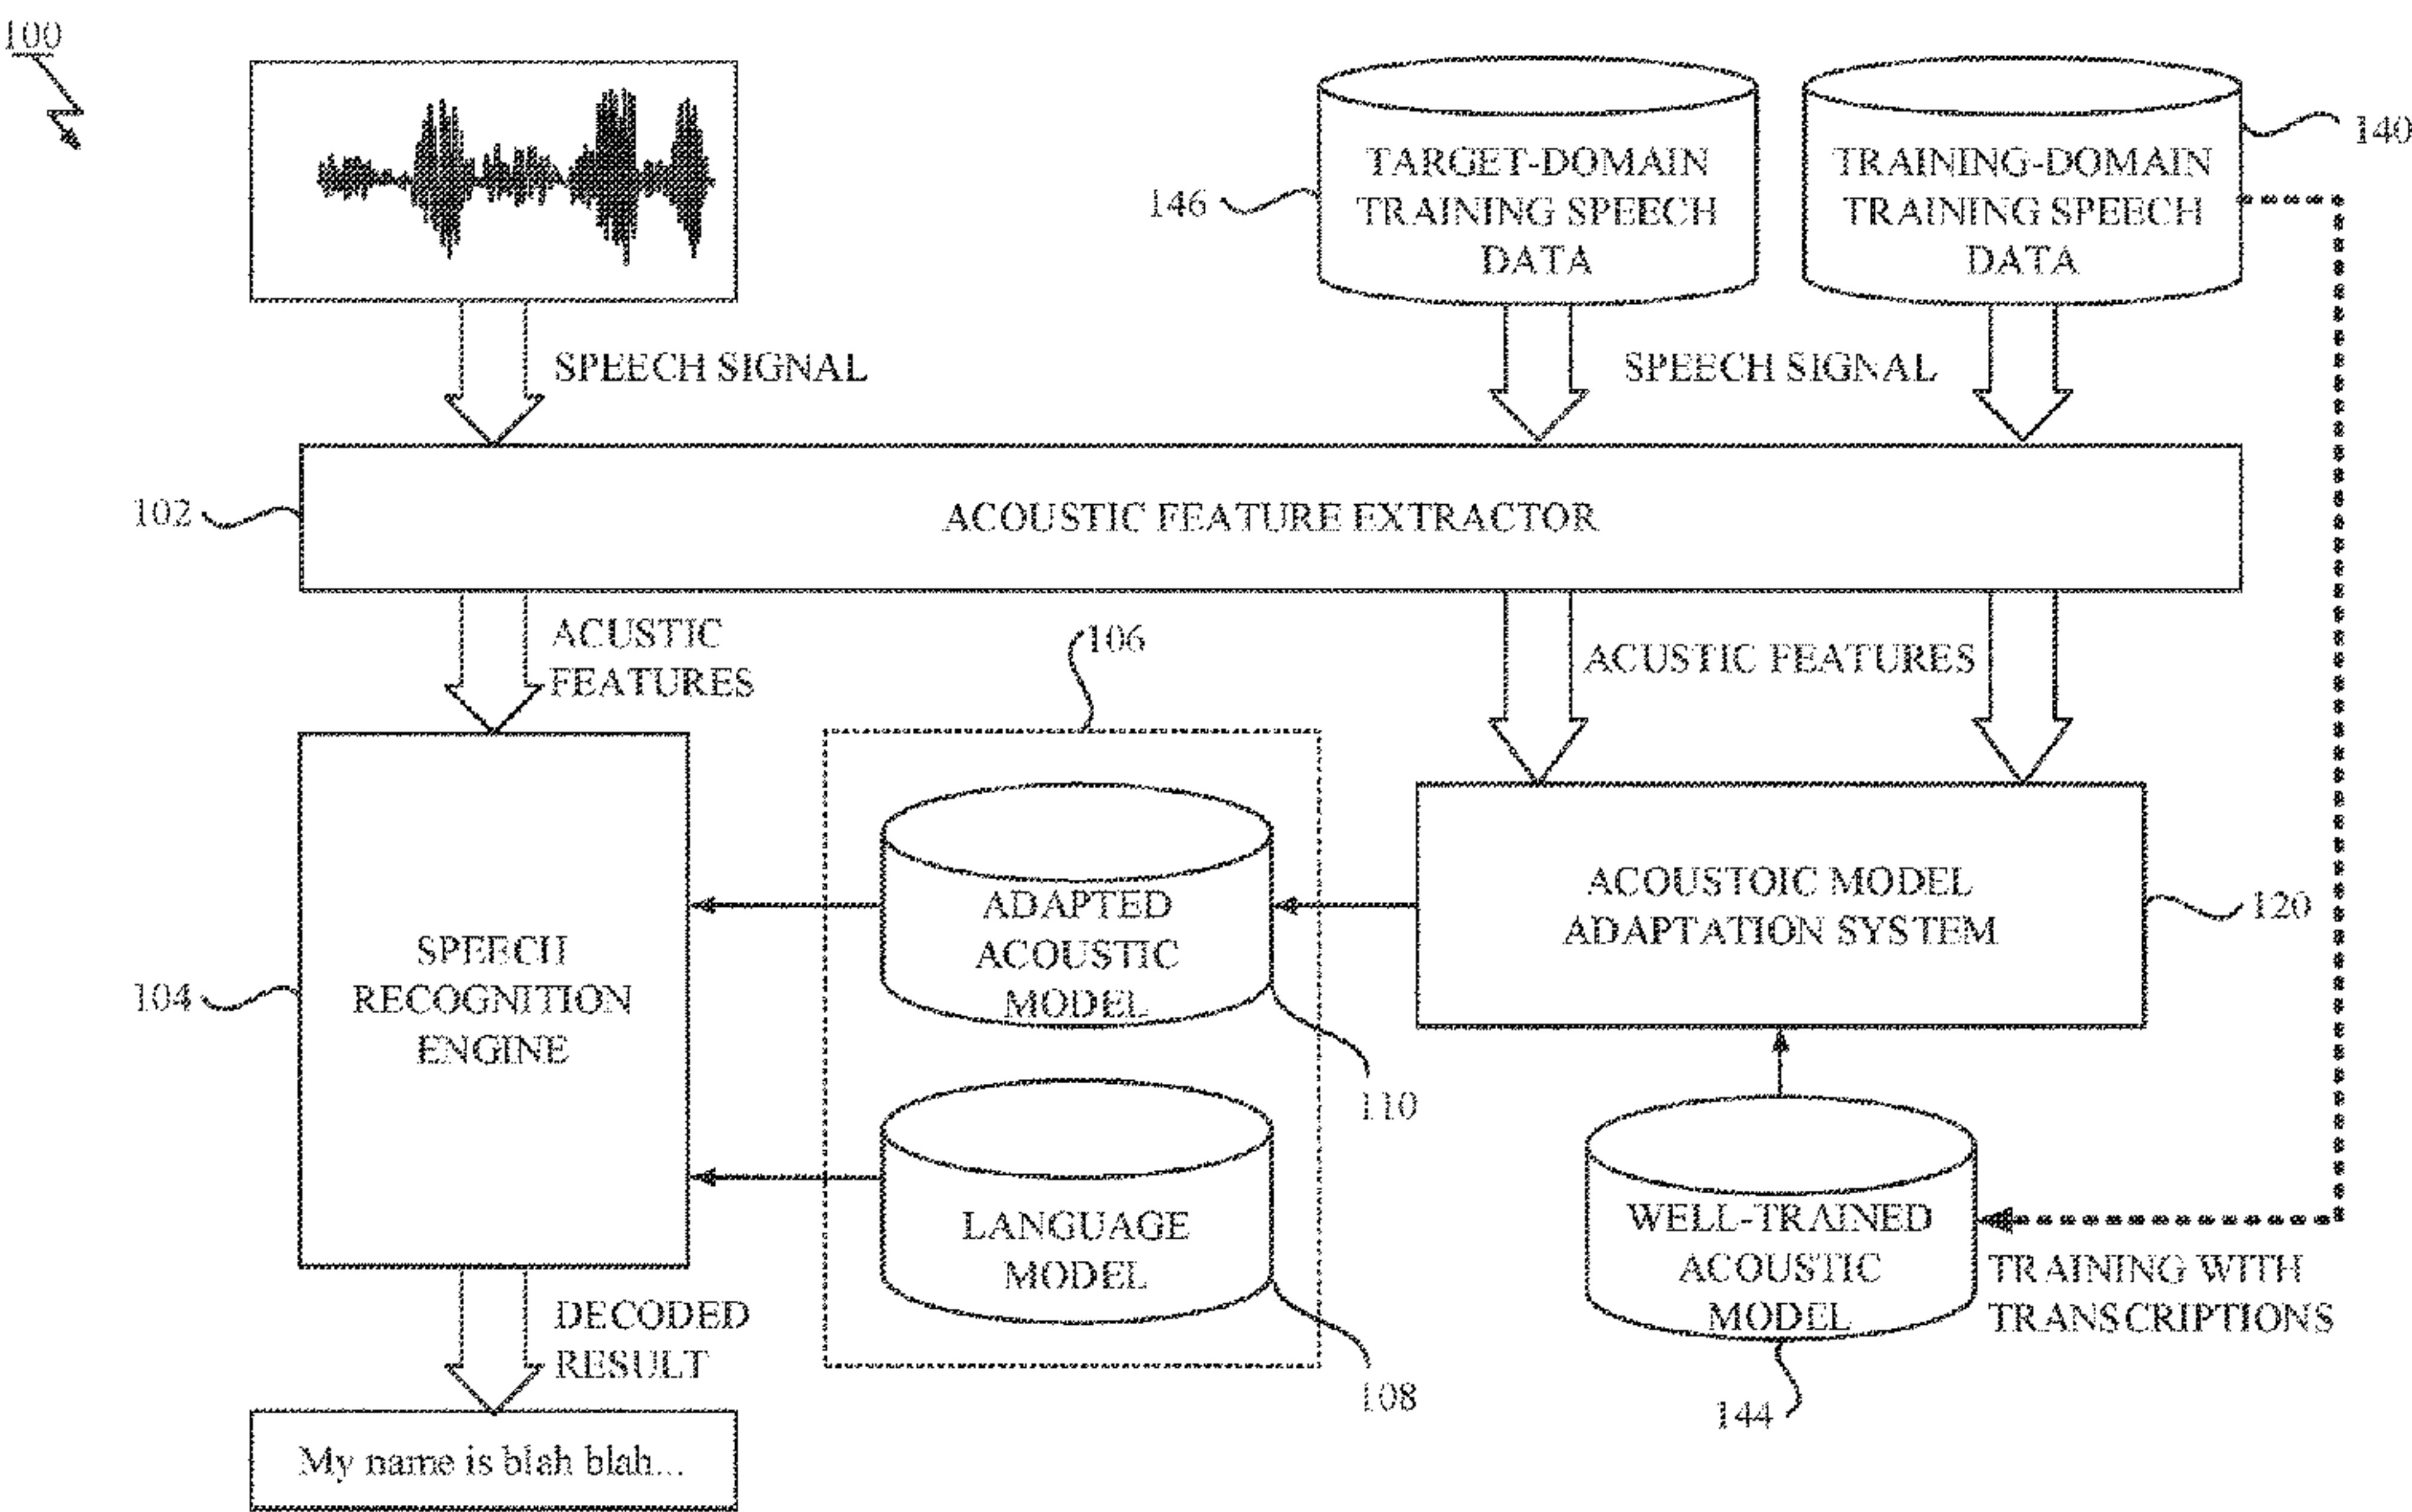 100
TARGET-DOMAIN
TRAINING SPEECH
DATA
146
TRAINING-DOMAIN
TRAINING SPEECH
DATA
140
SPEECH SIGNAL
SPEECH SIGNAL
102
ACOUSTIC FEATURE EXTRACTOR
ACUSTIC
FEATURES
106
ACUSTIC FEATURES
SPEECH
RECOGNITION
ENGINE
104
ADAPTED
ACOUSTIC
MODEL
110
ACOUSTOIC MODEL
ADAPTATION SYSTEM
120
LANGUAGE
MODEL
108
WELL-TRAINED
ACOUSTIC
MODEL
144
TRAINING WITH
TRANSCRIPTIONS
DECODED
RESULT
My name is blah blah...